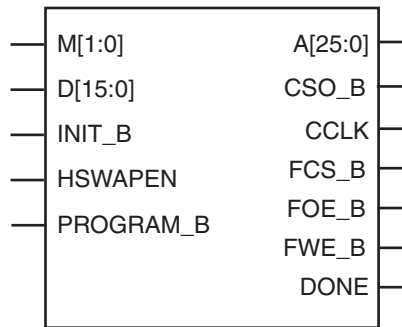 M[1:0]
D[15:0]
INIT_B
HSWAPEN
PROGRAM_B
A[25:0]
CSO_B
CCLK
FCS_B
FOE_B
FWE_B
DONE